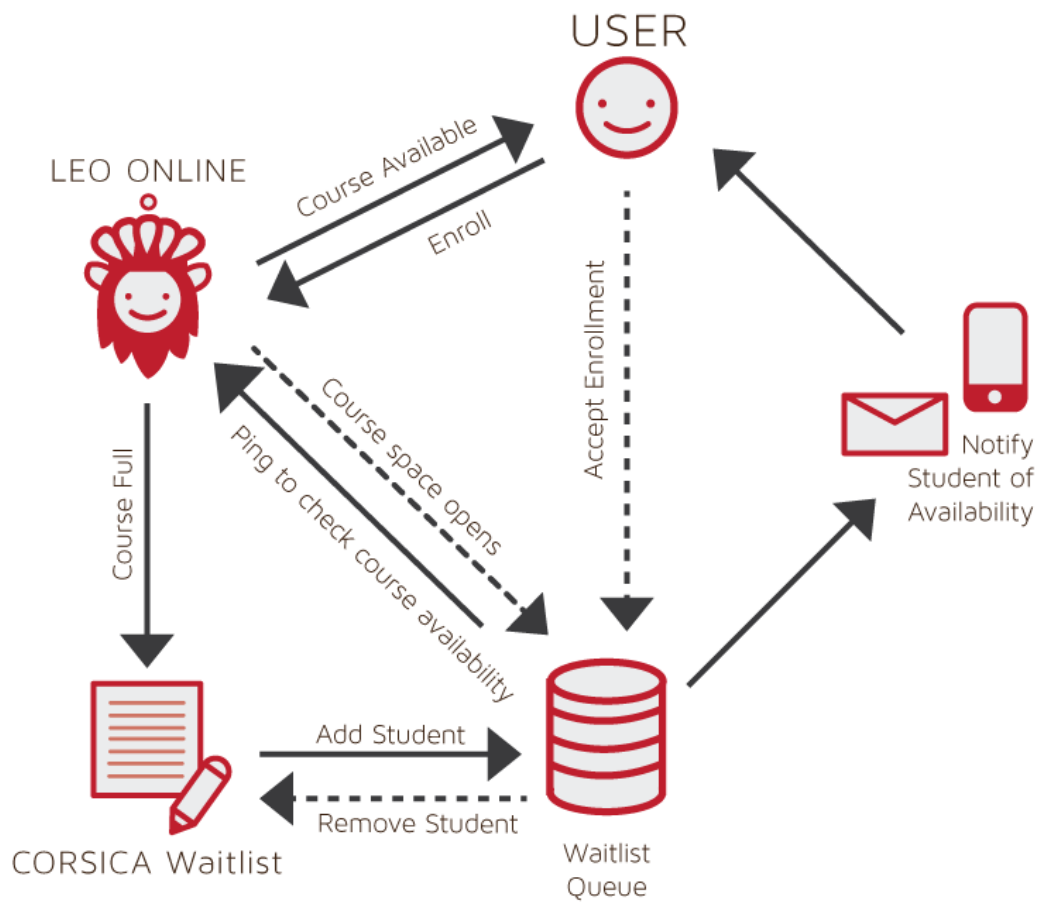 USER
LEO ONLINE
Course Available
Enroll
Accept Enrollment
Course space opens
Ping to check course availability
Course Full
Notify
Student of
Availability
Add Student
Remove Student
CORSICA Waitlist
Waitlist
Queue